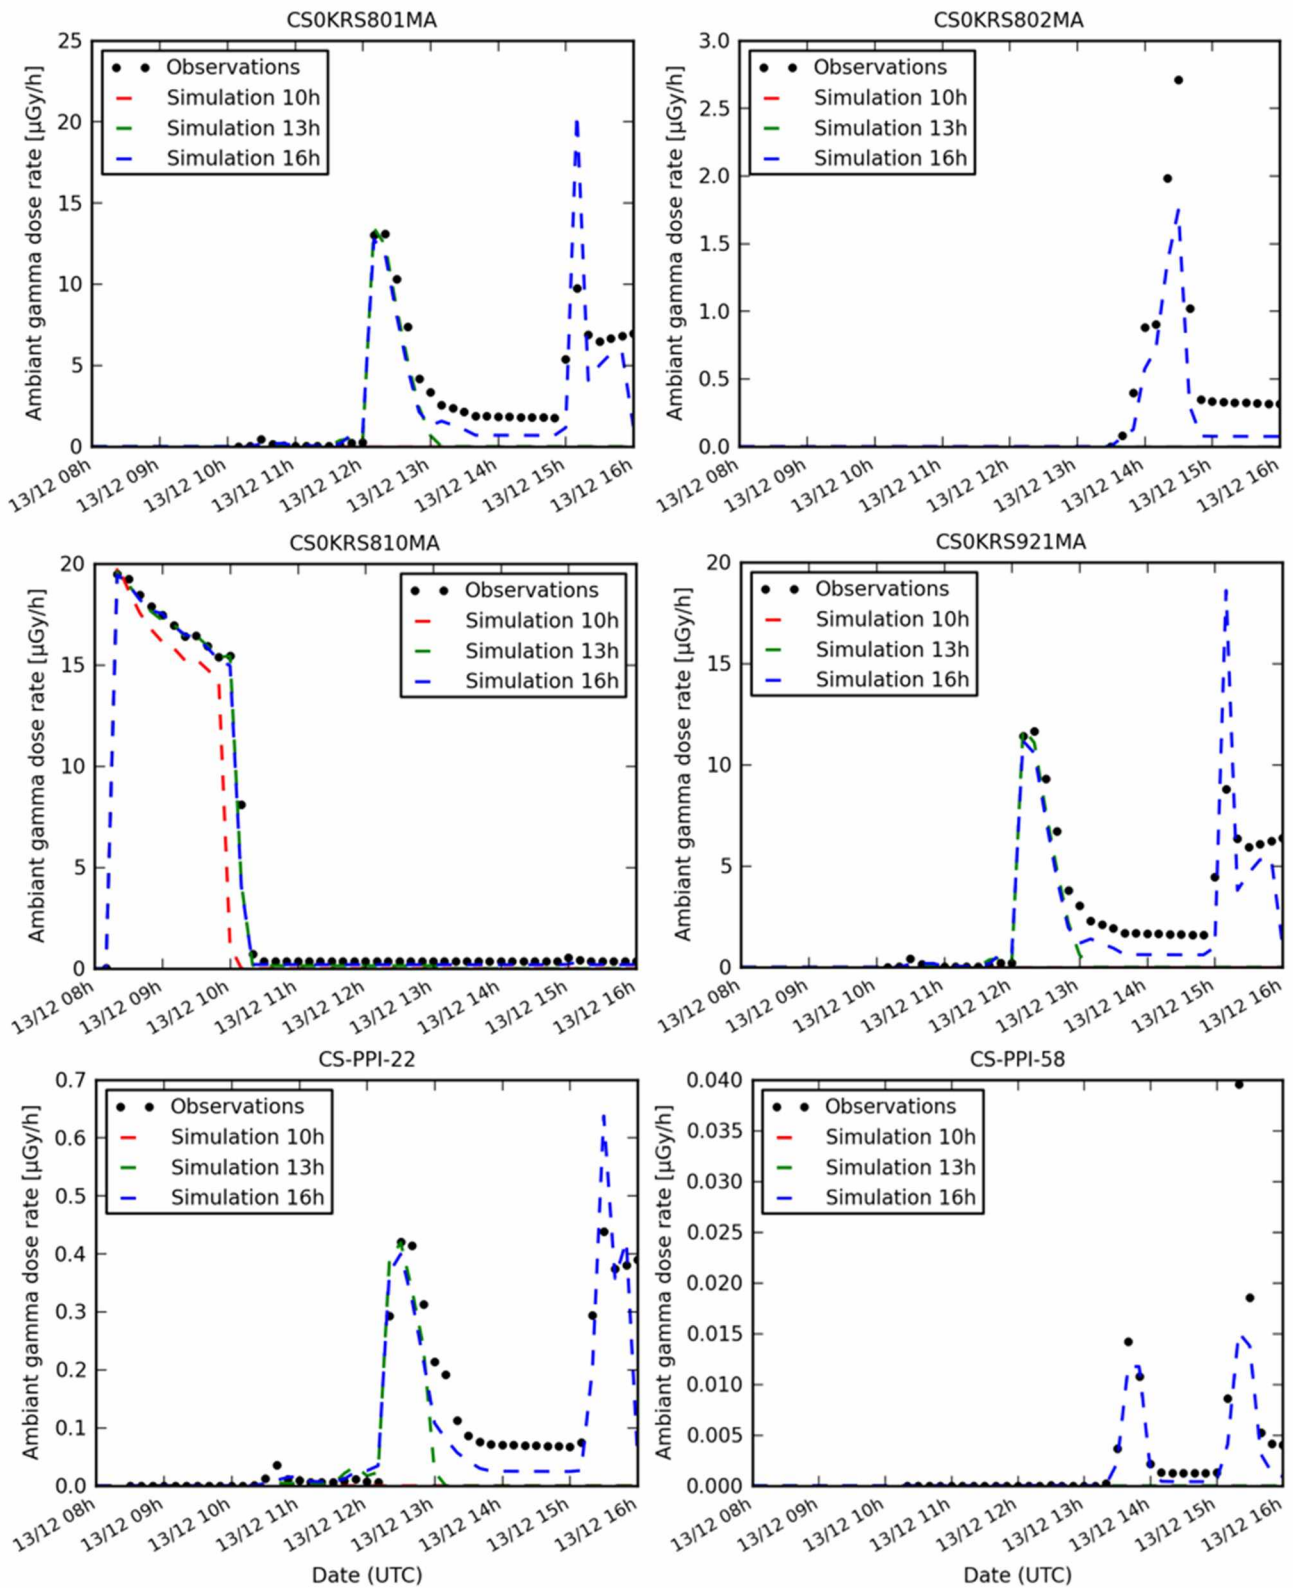 CS0KRS801MA
Ambiant gamma dose rate [µGy/h]
25
20
15
10
5
0
Observations
Simulation 10h
Simulation 13h
Simulation 16h
13/12 08h
13/12 09h
13/12 10h
13/12 11h
13/12 12h
13/12 13h
13/12 14h
13/12 15h
13/12 16h
CS0KRS802MA
Ambiant gamma dose rate [µGy/h]
3.0
2.5
2.0
1.5
1.0
0.5
0.0
Observations
Simulation 10h
Simulation 13h
Simulation 16h
13/12 08h
13/12 09h
13/12 10h
13/12 11h
13/12 12h
13/12 13h
13/12 14h
13/12 15h
13/12 16h
CS0KRS810MA
Ambiant gamma dose rate [µGy/h]
20
15
10
5
0
Observations
Simulation 10h
Simulation 13h
Simulation 16h
13/12 08h
13/12 09h
13/12 10h
13/12 11h
13/12 12h
13/12 13h
13/12 14h
13/12 15h
13/12 16h
CS0KRS921MA
Ambiant gamma dose rate [µGy/h]
20
15
10
5
0
Observations
Simulation 10h
Simulation 13h
Simulation 16h
13/12 08h
13/12 09h
13/12 10h
13/12 11h
13/12 12h
13/12 13h
13/12 14h
13/12 15h
13/12 16h
CS-PPI-22
Ambiant gamma dose rate [µGy/h]
0.7
0.6
0.5
0.4
0.3
0.2
0.1
0.0
Observations
Simulation 10h
Simulation 13h
Simulation 16h
13/12 08h
13/12 09h
13/12 10h
13/12 11h
13/12 12h
13/12 13h
13/12 14h
13/12 15h
13/12 16h
Date (UTC)
CS-PPI-58
Ambiant gamma dose rate [µGy/h]
0.040
0.035
0.030
0.025
0.020
0.015
0.010
0.005
0.000
Observations
Simulation 10h
Simulation 13h
Simulation 16h
13/12 08h
13/12 09h
13/12 10h
13/12 11h
13/12 12h
13/12 13h
13/12 14h
13/12 15h
13/12 16h
Date (UTC)